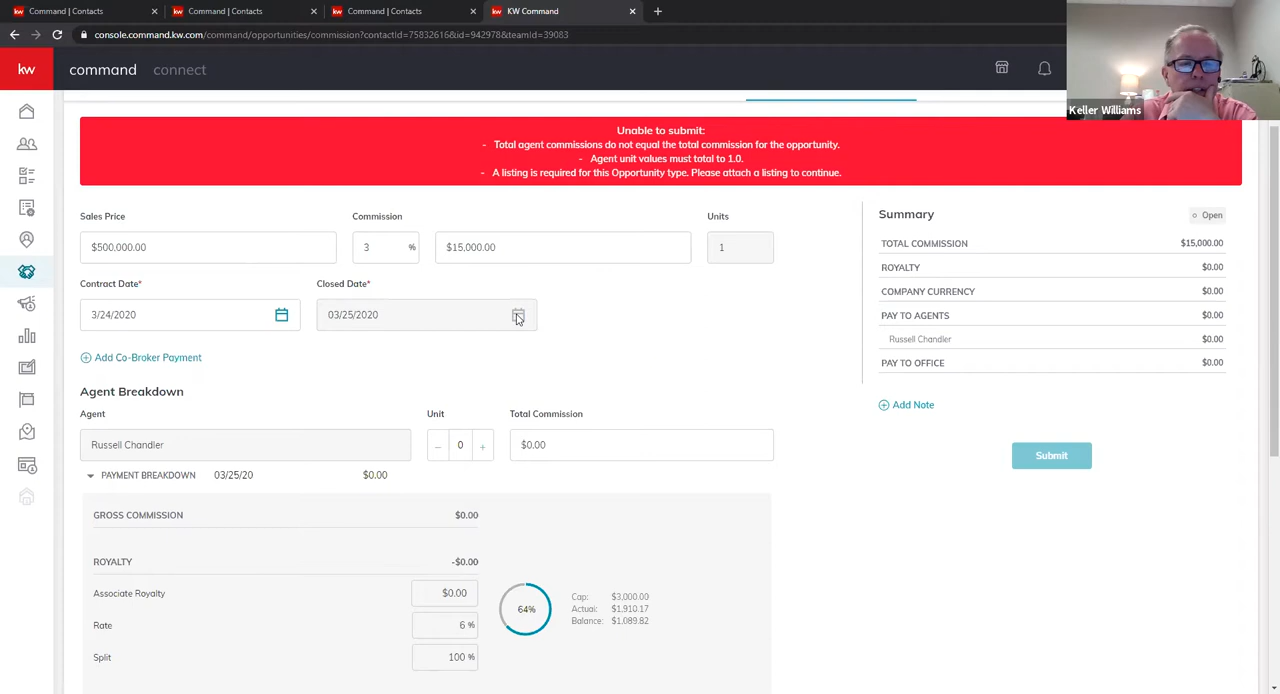 Command | Contacts
Command | Contacts
Command | Contacts
KW Command
console.command.kw.com/command/opportunities/commission?contactId=75832616&id=942978&teamId=39083
kw
command
connect
Keller Williams
Unable to submit:
- Total agent commissions do not equal the total commission for the opportunity.
- Agent unit values must total to 1.0.
- A listing is required for this Opportunity type. Please attach a listing to continue.
Sales Price
Commission
Units
$500,000.00
3 %
$15,000.00
1
Contract Date*
Closed Date*
3/24/2020
03/25/2020
Add Co-Broker Payment
Agent Breakdown
Agent
Unit
Total Commission
Russell Chandler
– 0 +
$0.00
PAYMENT BREAKDOWN 03/25/20 $0.00
GROSS COMMISSION $0.00
ROYALTY -$0.00
Associate Royalty $0.00
Rate 6 %
Split 100 %
64%
Cap: $3,000.00
Actual: $1,910.17
Balance: $1,089.82
Summary
Open
TOTAL COMMISSION $15,000.00
ROYALTY $0.00
COMPANY CURRENCY $0.00
PAY TO AGENTS $0.00
Russell Chandler $0.00
PAY TO OFFICE $0.00
Add Note
Submit